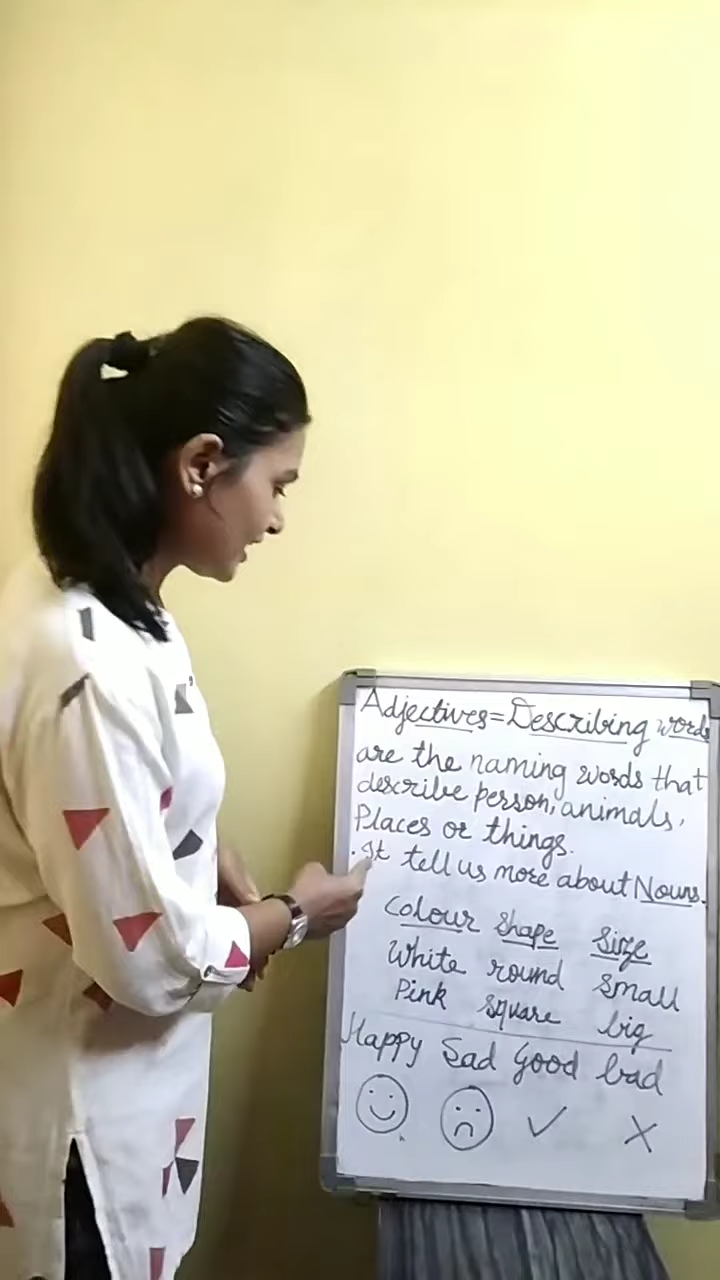 Adjectives=Describing words
are the naming words that
describe person, animals,
Places or things.
.It tell us more about Nouns.
Colour Shape Size
White round small
Pink square big
Happy Sad Good bad